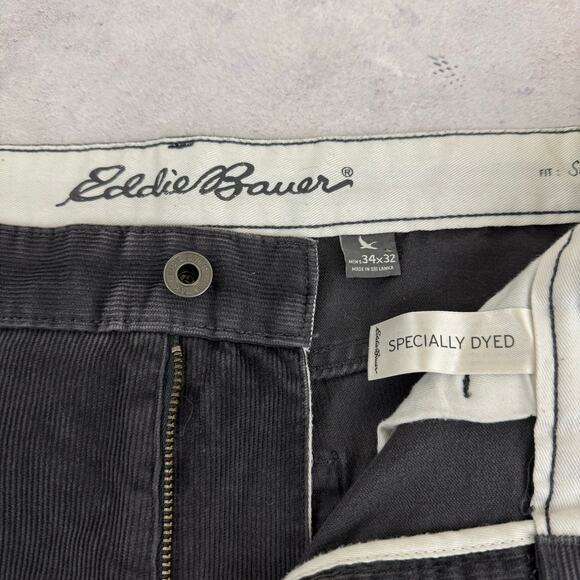 Eddie Bauer®
FIT :
MEN'S 34x32
MADE IN SRI LANKA
Eddie Bauer
SPECIALLY DYED